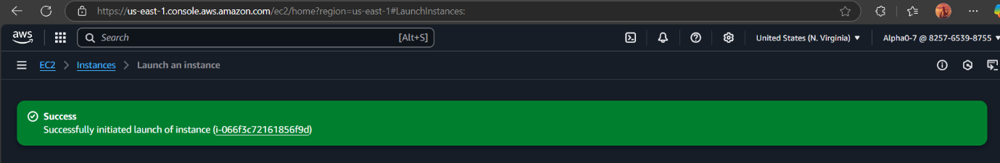 https://us-east-1.console.aws.amazon.com/ec2/home?region=us-east-1#LaunchInstances:
aws
Search
[Alt+S]
United States (N. Virginia)
Alpha0-7 @ 8257-6539-8755
EC2 > Instances > Launch an instance
Success
Successfully initiated launch of instance (i-066f3c72161856f9d)